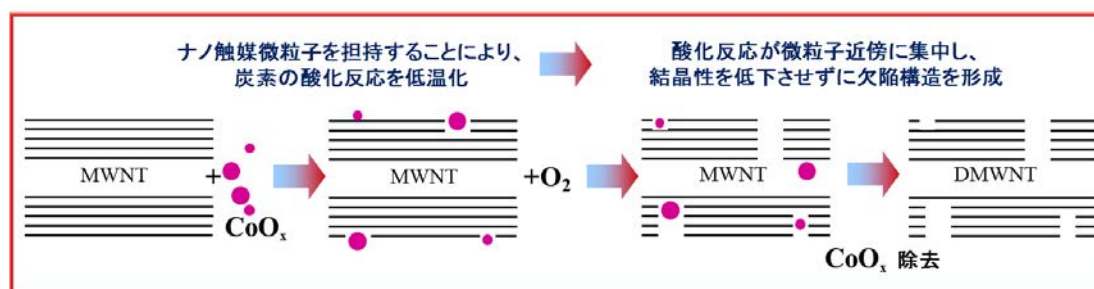 ナノ触媒微粒子を担持することにより、
炭素の酸化反応を低温化
酸化反応が微粒子近傍に集中し、
結晶性を低下させずに欠陥構造を形成
MWNT
+
CoOₓ
MWNT
+O₂
MWNT
CoOₓ 除去
DMWNT